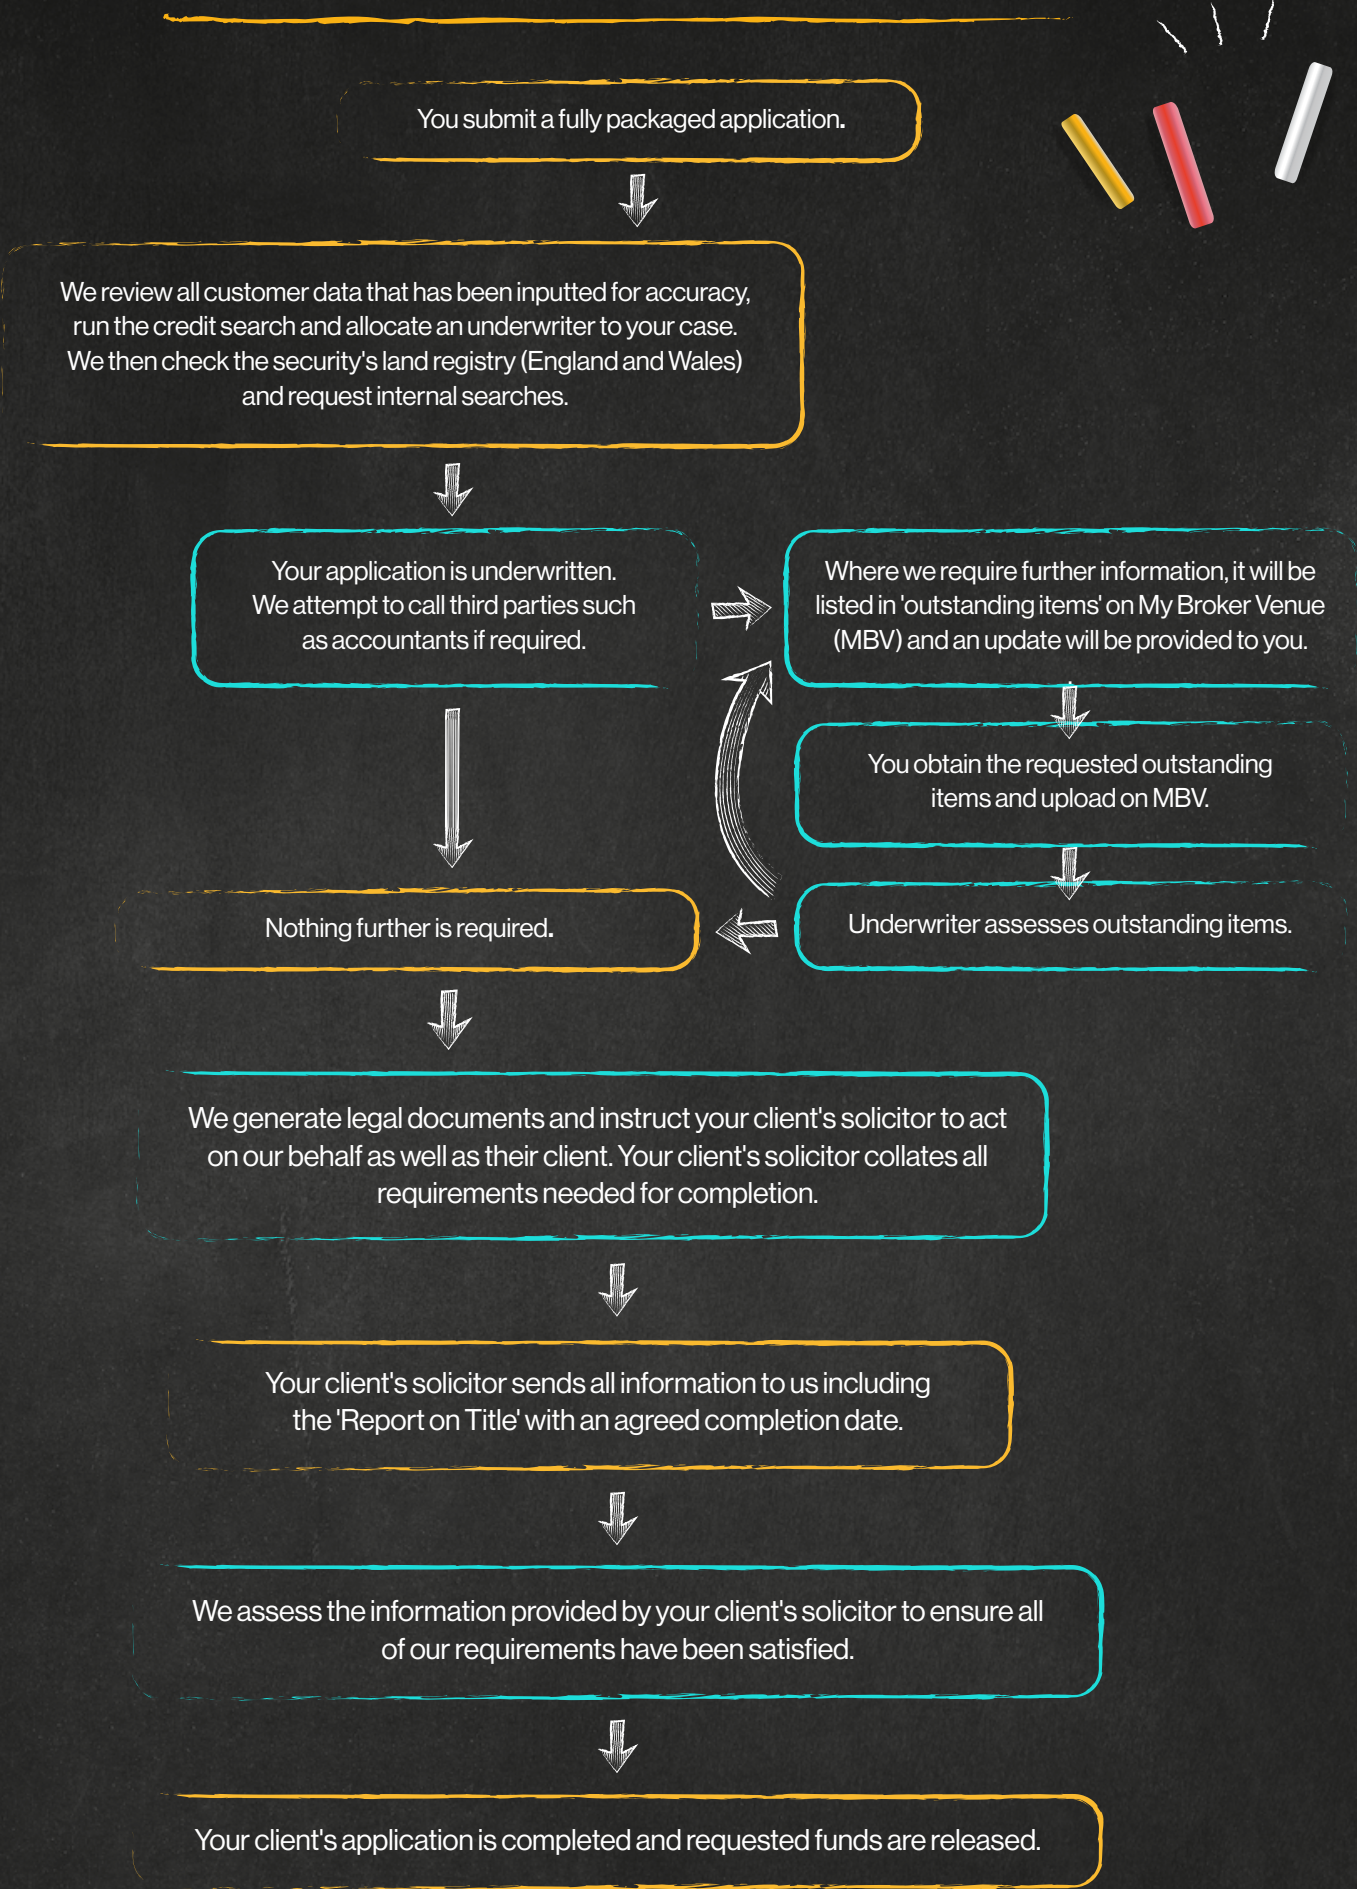 You submit a fully packaged application.
We review all customer data that has been inputted for accuracy,
run the credit search and allocate an underwriter to your case.
We then check the security's land registry (England and Wales)
and request internal searches.
Your application is underwritten.
We attempt to call third parties such
as accountants if required.
Where we require further information, it will be
listed in 'outstanding items' on My Broker Venue
(MBV) and an update will be provided to you.
You obtain the requested outstanding
items and upload on MBV.
Underwriter assesses outstanding items.
Nothing further is required.
We generate legal documents and instruct your client's solicitor to act
on our behalf as well as their client. Your client's solicitor collates all
requirements needed for completion.
Your client's solicitor sends all information to us including
the 'Report on Title' with an agreed completion date.
We assess the information provided by your client's solicitor to ensure all
of our requirements have been satisfied.
Your client's application is completed and requested funds are released.